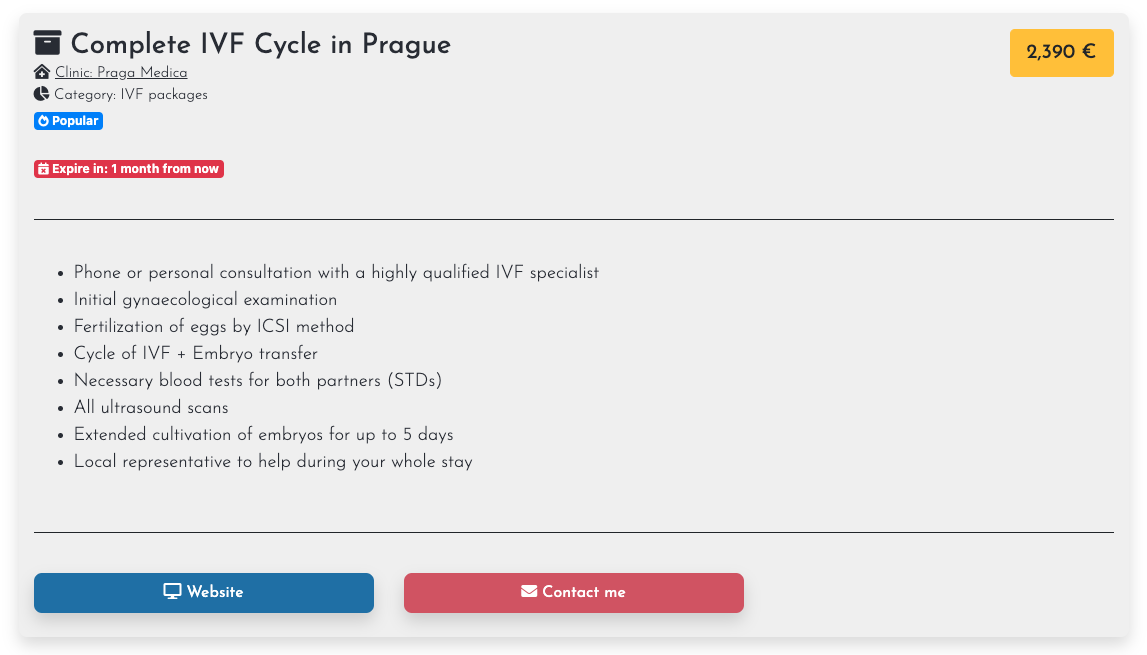 Complete IVF Cycle in Prague
2,390 €
Clinic: Praga Medica
Category: IVF packages
Popular
Expire in: 1 month from now
Phone or personal consultation with a highly qualified IVF specialist
Initial gynaecological examination
Fertilization of eggs by ICSI method
Cycle of IVF + Embryo transfer
Necessary blood tests for both partners (STDs)
All ultrasound scans
Extended cultivation of embryos for up to 5 days
Local representative to help during your whole stay
Website
Contact me